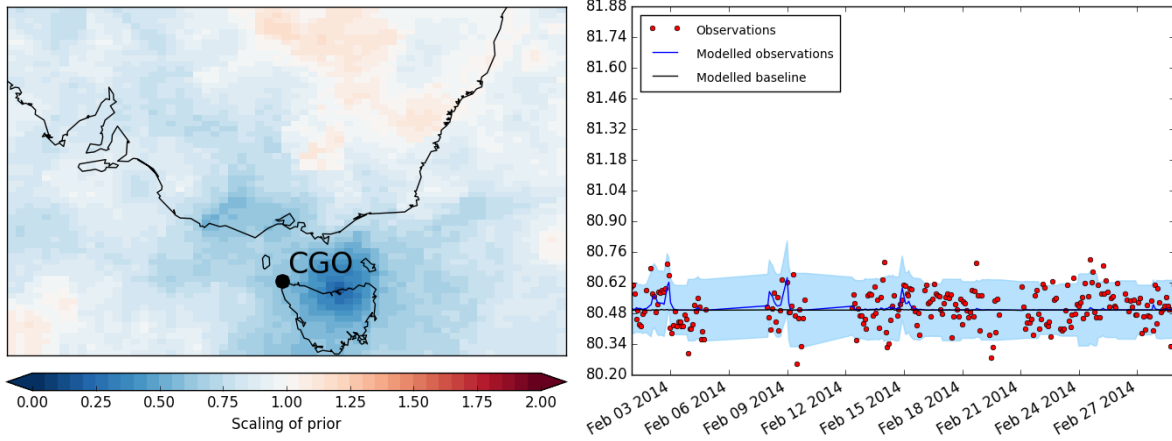 CGO
0.00 0.25 0.50 0.75 1.00 1.25 1.50 1.75 2.00
Scaling of prior
81.88
81.74
81.60
81.46
81.32
81.18
81.04
80.90
80.76
80.62
80.48
80.34
80.20
Observations
Modelled observations
Modelled baseline
Feb 03 2014
Feb 06 2014
Feb 09 2014
Feb 12 2014
Feb 15 2014
Feb 18 2014
Feb 21 2014
Feb 24 2014
Feb 27 2014